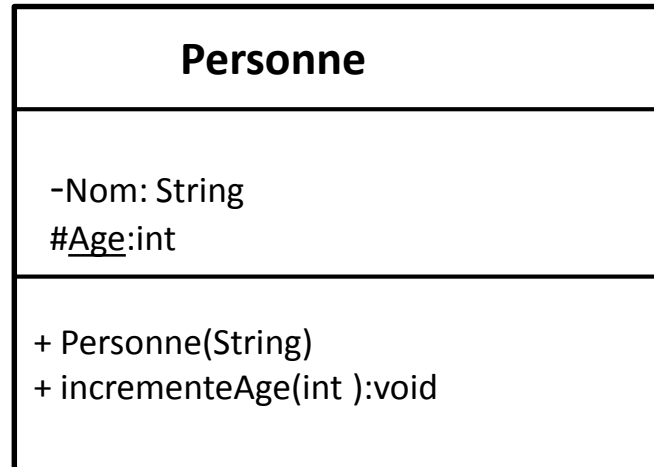 Personne
-Nom: String
#Age:int
+ Personne(String)
+ incrementeAge(int ):void